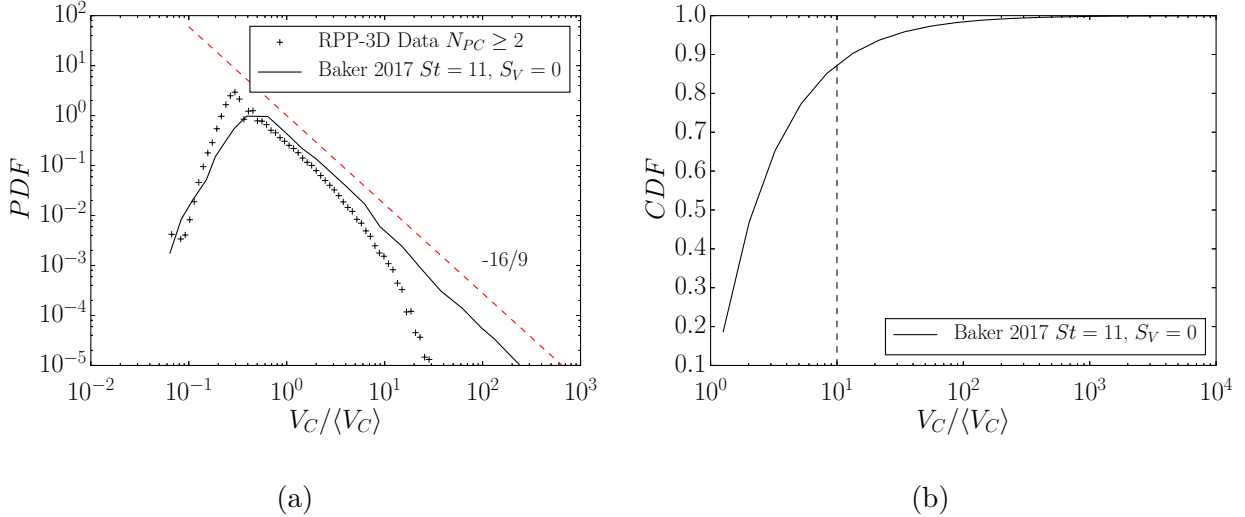 10^2
10^1
10^0
10^{-1}
10^{-2}
10^{-3}
10^{-4}
10^{-5}
PDF
RPP-3D Data N_{PC} ≥ 2
Baker 2017 St = 11, S_V = 0
-16/9
10^{-2} 10^{-1} 10^0 10^1 10^2 10^3
V_C/⟨V_C⟩
(a)
1.0
0.9
0.8
0.7
0.6
0.5
0.4
0.3
0.2
0.1
CDF
Baker 2017 St = 11, S_V = 0
10^0 10^1 10^2 10^3 10^4
V_C/⟨V_C⟩
(b)